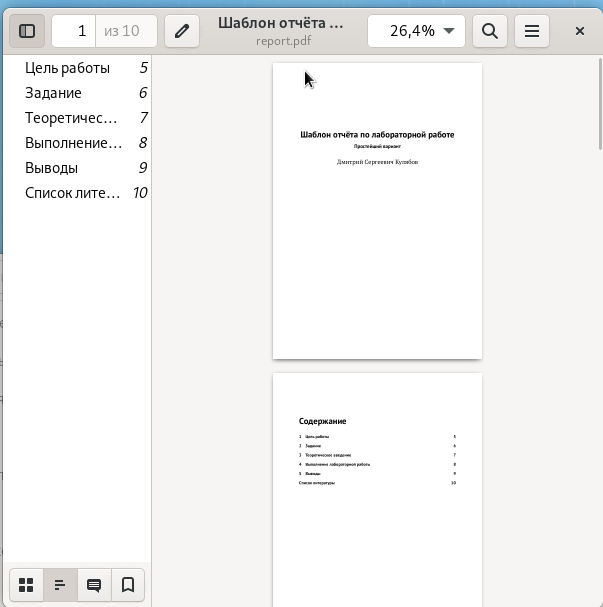 1 из 10
Шаблон отчёта ...
report.pdf
26,4%
Цель работы 5
Задание 6
Теоретичес... 7
Выполнение... 8
Выводы 9
Список лите... 10
Шаблон отчёта по лабораторной работе
Простейший вариант
Дмитрий Сергеевич Кулябов
Содержание
1 Цель работы 5
2 Задание 6
3 Теоретическое введение 7
4 Выполнение лабораторной работы 8
5 Выводы 9
Список литературы 10